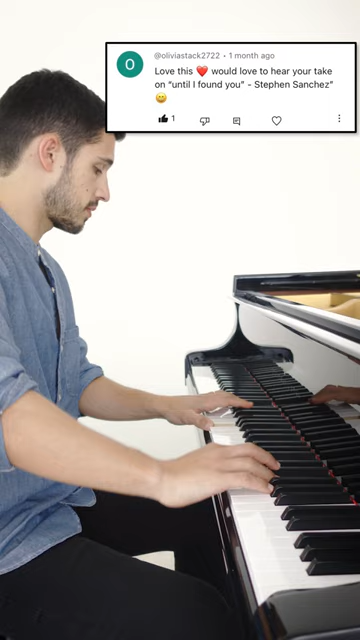 O
@oliviastack2722 • 1 month ago
Love this ❤️ would love to hear your take
on “until I found you” - Stephen Sanchez”
😀
1